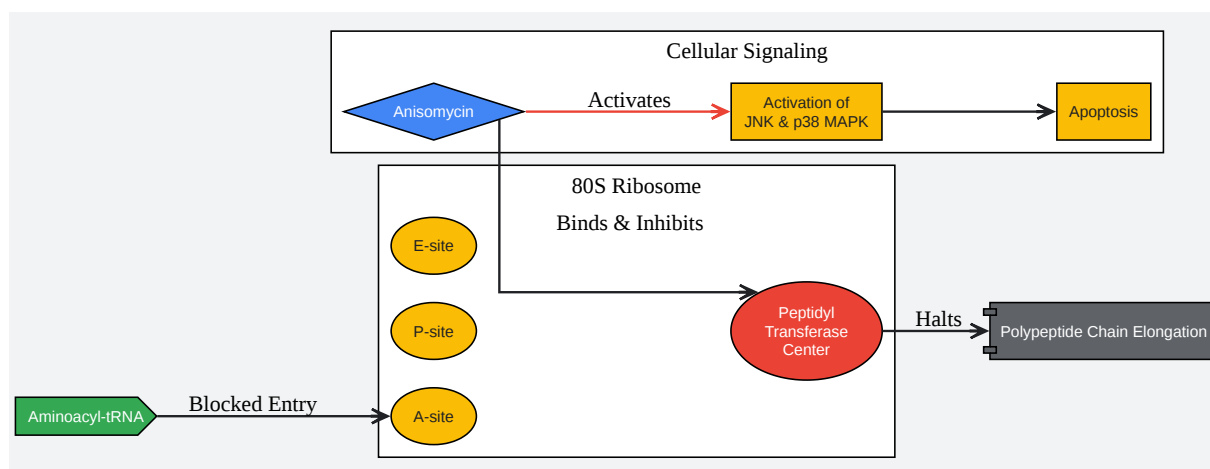 Cellular Signaling
Anisomycin
Activates
Activation of
JNK & p38 MAPK
Apoptosis
80S Ribosome
Binds & Inhibits
E-site
P-site
Peptidyl
Transferase
Center
Halts
Polypeptide Chain Elongation
Aminoacyl-tRNA
Blocked Entry
A-site